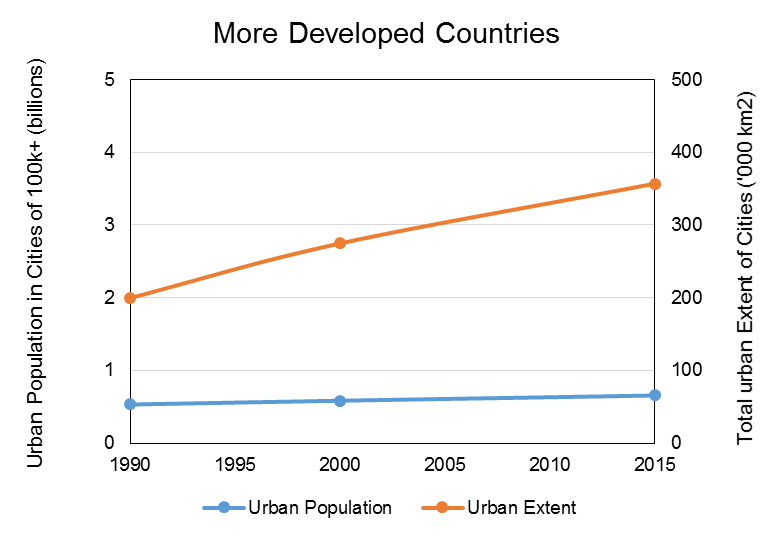 More Developed Countries
Urban Population in Cities of 100k+ (billions)
5
4
3
2
1
0
500
400
300
200
100
0
Total urban Extent of Cities ('000 km2)
1990 1995 2000 2005 2010 2015
Urban Population Urban Extent